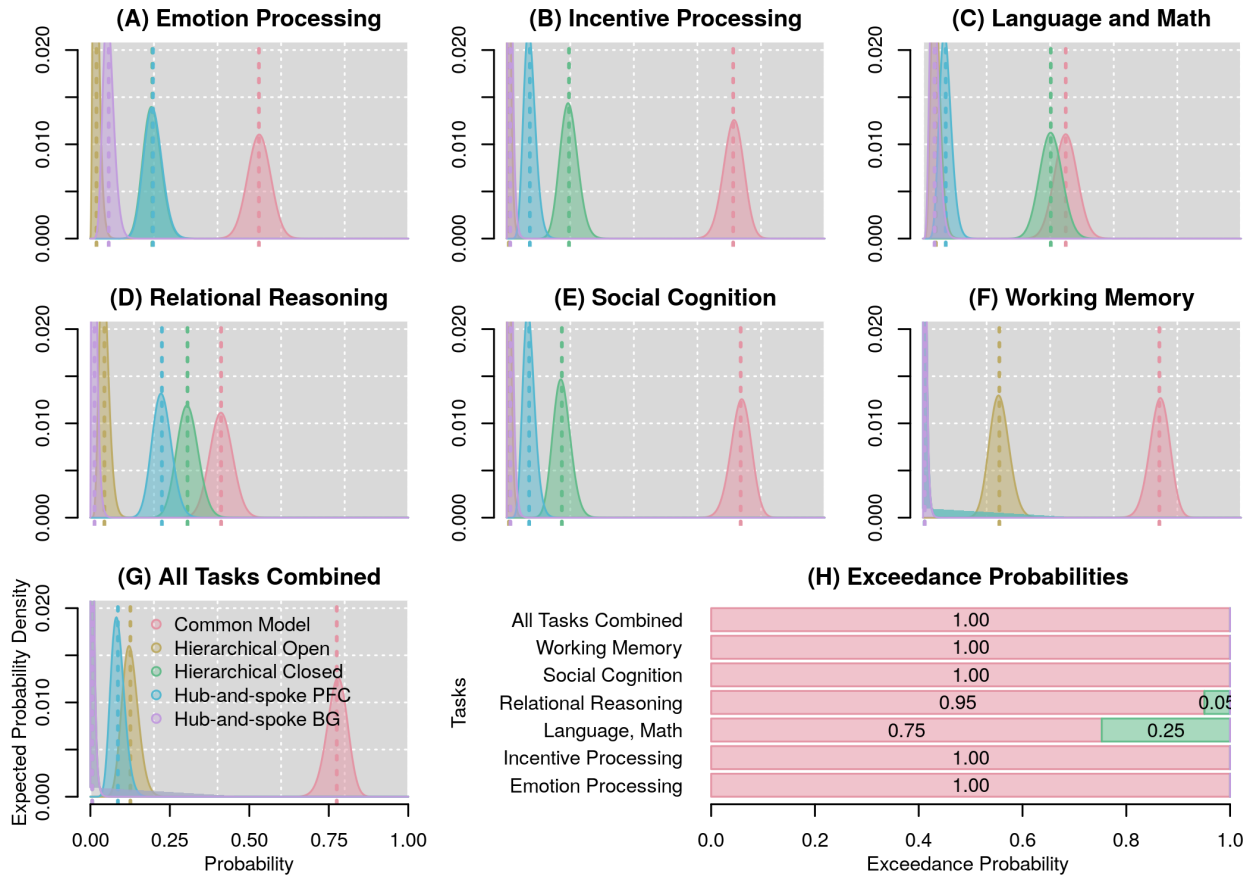 (A) Emotion Processing
0.020
0.010
0.000
(B) Incentive Processing
0.020
0.010
0.000
(C) Language and Math
0.020
0.010
0.000
(D) Relational Reasoning
0.020
0.010
0.000
(E) Social Cognition
0.020
0.010
0.000
(F) Working Memory
0.020
0.010
0.000
(G) All Tasks Combined
Expected Probability Density
0.020
0.010
0.000
Common Model
Hierarchical Open
Hierarchical Closed
Hub-and-spoke PFC
Hub-and-spoke BG
0.00 0.25 0.50 0.75 1.00
Probability
(H) Exceedance Probabilities
Tasks
All Tasks Combined 1.00
Working Memory 1.00
Social Cognition 1.00
Relational Reasoning 0.95 0.05
Language, Math 0.75 0.25
Incentive Processing 1.00
Emotion Processing 1.00
0.0 0.2 0.4 0.6 0.8 1.0
Exceedance Probability